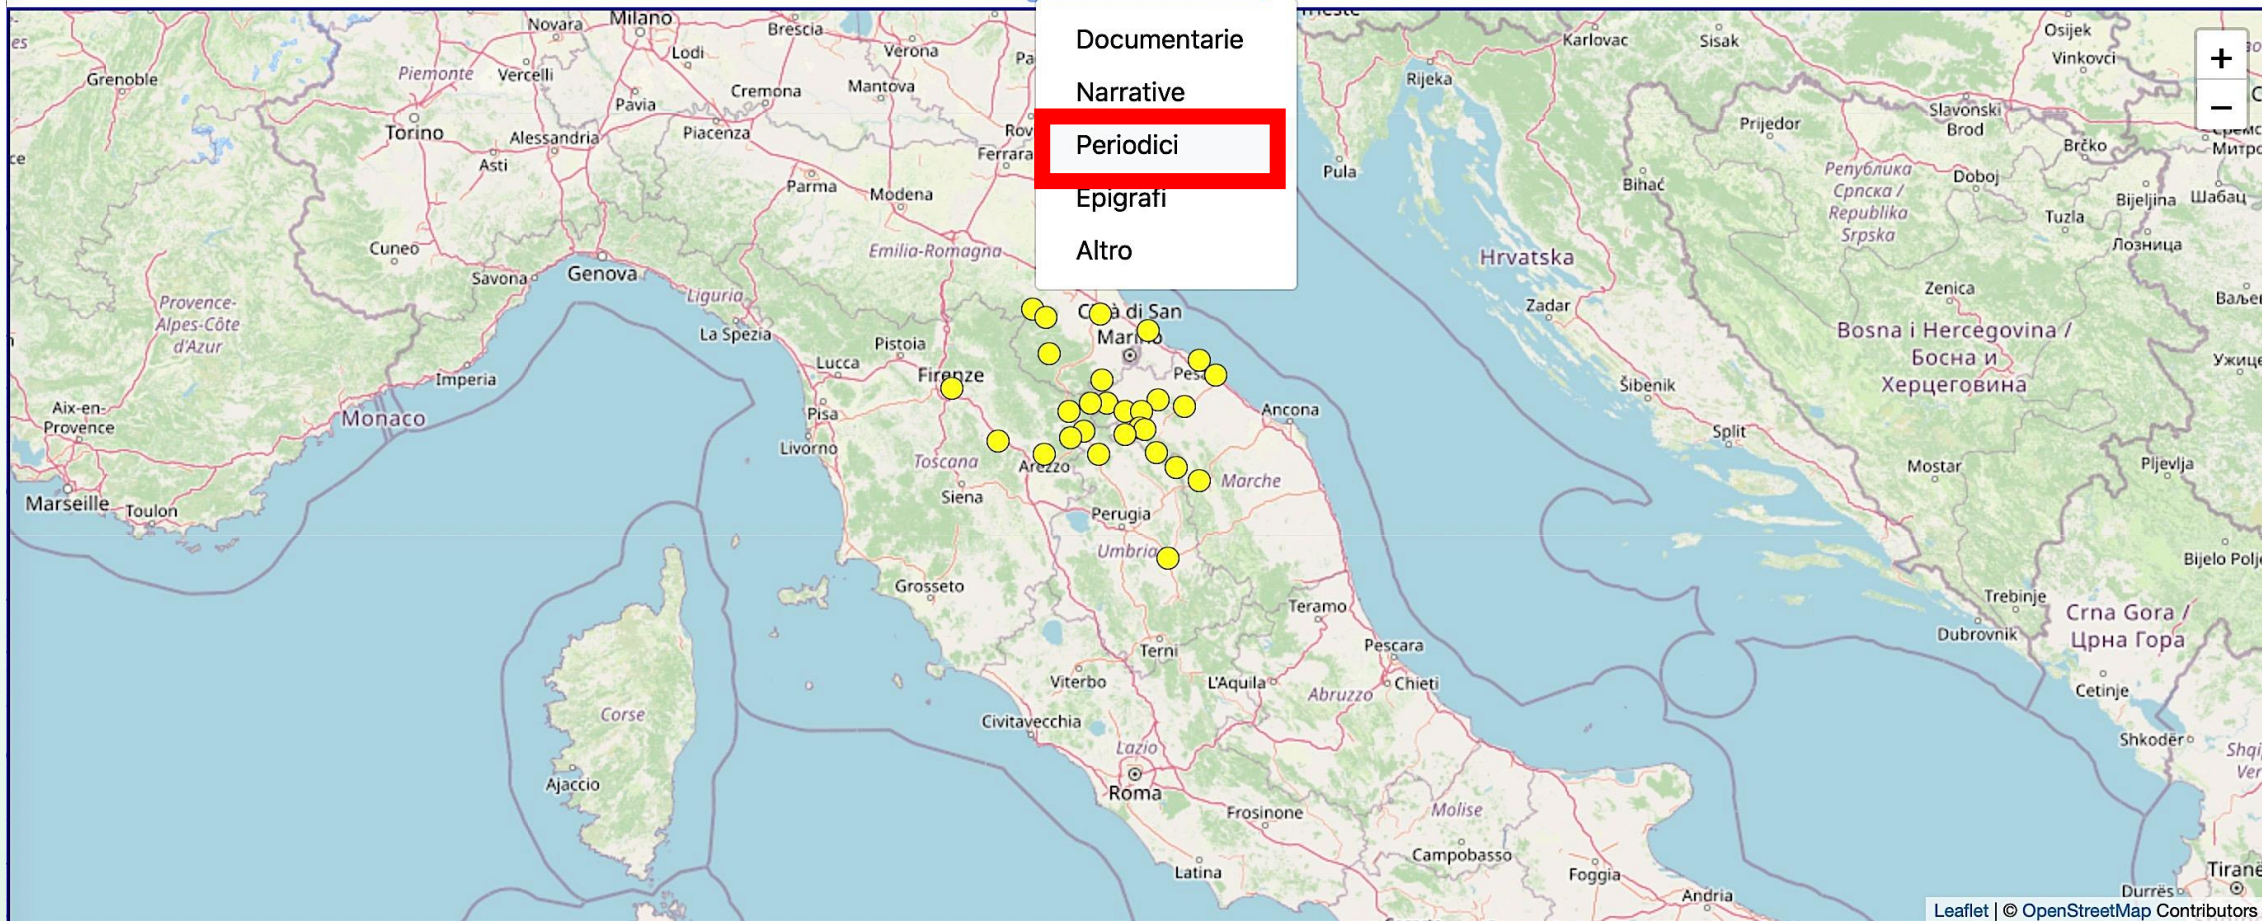 Documentarie
Narrative
Periodici
Epigrafi
Altro
+
−
Novara
Milano
Brescia
Verona
Lodi
Grenoble
Piemonte
Vercelli
Pavia
Cremona
Mantova
Torino
Alessandria
Piacenza
Asti
Ferrara
Parma
Modena
Cuneo
Savona
Genova
Emilia-Romagna
Liguria
Provence-
Alpes-Côte
d'Azur
La Spezia
Pistoia
Lucca
Firenze
Imperia
Monaco
Aix-en-
Provence
Pisa
Livorno
Marseille
Toulon
Toscana
Arezzo
Siena
Marche
Ancona
Perugia
Umbria
Grosseto
Teramo
Terni
Pescara
Viterbo
L'Aquila
Chieti
Abruzzo
Corse
Civitavecchia
Lazio
Ajaccio
Roma
Frosinone
Molise
Campobasso
Latina
Foggia
Andria
Karlovac
Sisak
Osijek
Vinkovci
Rijeka
Slavonski
Brod
Prijedor
Brčko
Pula
Bihać
Република
Српска /
Republika
Srpska
Doboj
Bijeljina
Шабац
Tuzla
Лозница
Hrvatska
Zadar
Zenica
Bosna i Hercegovina /
Босна и
Херцеговина
Šibenik
Split
Mostar
Pljevlja
Trebinje
Dubrovnik
Crna Gora /
Црна Гора
Cetinje
Shkodër
Durrës
Tiranë
Leaflet | © OpenStreetMap Contributors